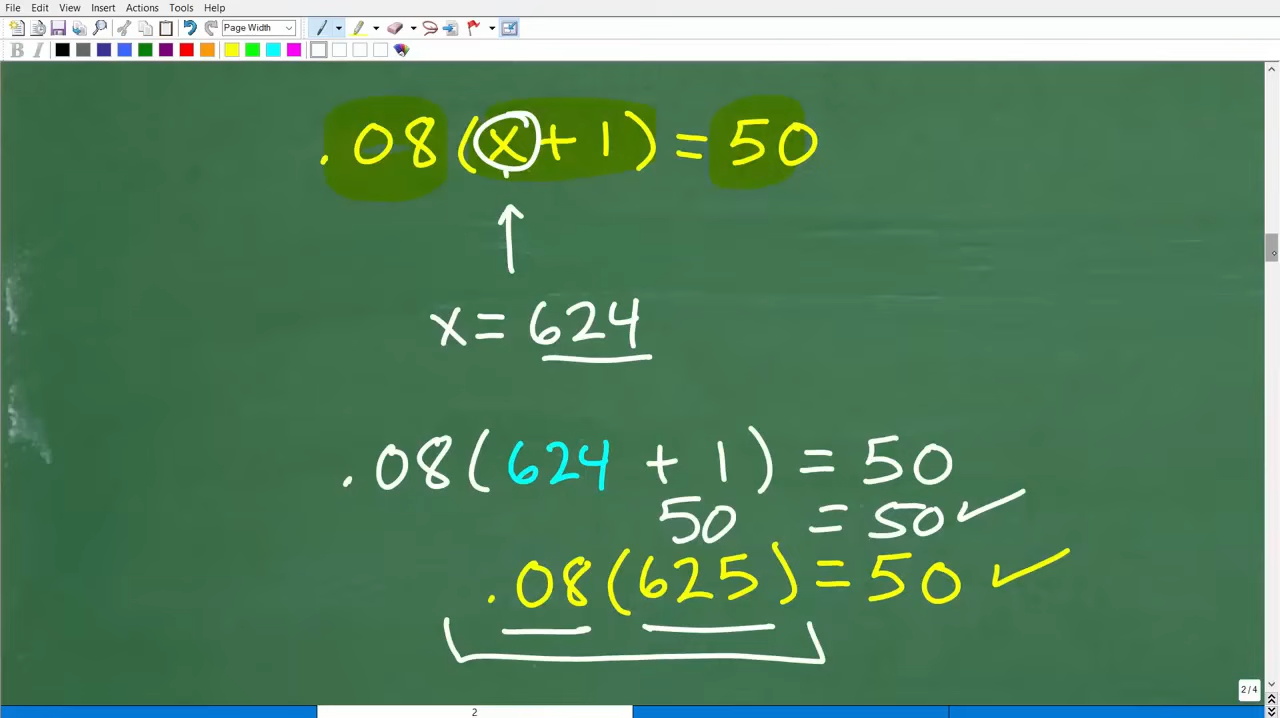 File Edit View Insert Actions Tools Help
Page Width
B I
.08(x+1)=50
x=624
.08(624 + 1)=50
50 =50
.08(625)=50
2/4
2